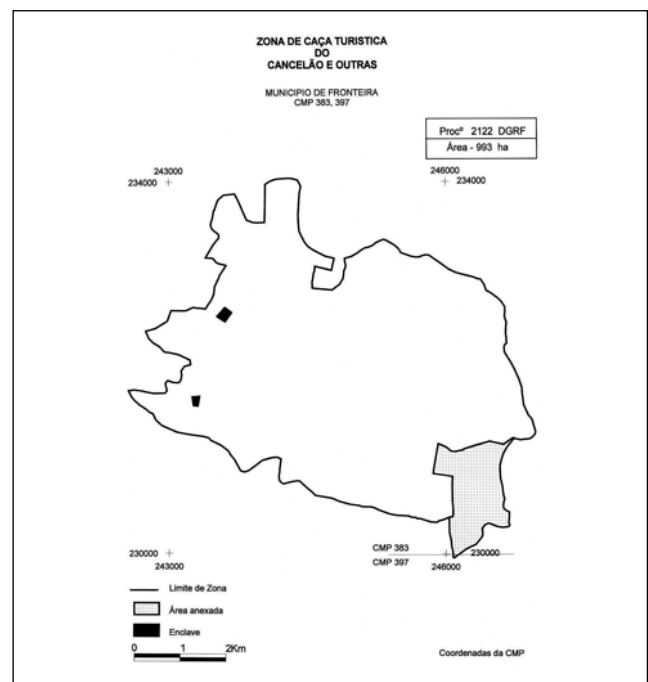 ZONA DE CAÇA TURISTICA
DO
CANCELÃO E OUTRAS
MUNICIPIO DE FRONTEIRA
CMP 383, 397
Procº 2122 DGRF
Área - 993 ha
243000
234000
246000
234000
230000
243000
CMP 383
CMP 397
246000
230000
Limite de Zona
Área anexada
Enclave
0 1 2Km
Coordenadas da CMP